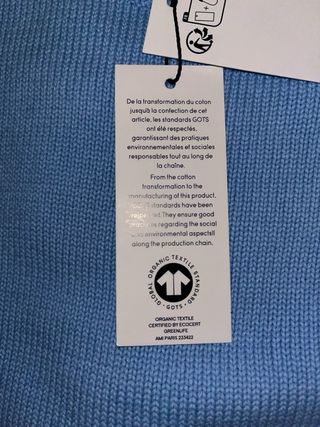 De la transformation du coton
jusqu'à la confection de cet
article, les standards GOTS
ont été respectés,
garantissant des pratiques
environnementales et sociales
responsables tout au long de
la chaîne.
From the cotton
transformation to the
manufacturing of this product,
standards have been
They ensure good
regarding the social
environmental aspectsll
along the production chain.
GLOBAL ORGANIC TEXTILE STANDARD
· GOTS ·
ORGANIC TEXTILE
CERTIFIED BY ECOCERT
GREENLIFE
AMI PARIS 233422